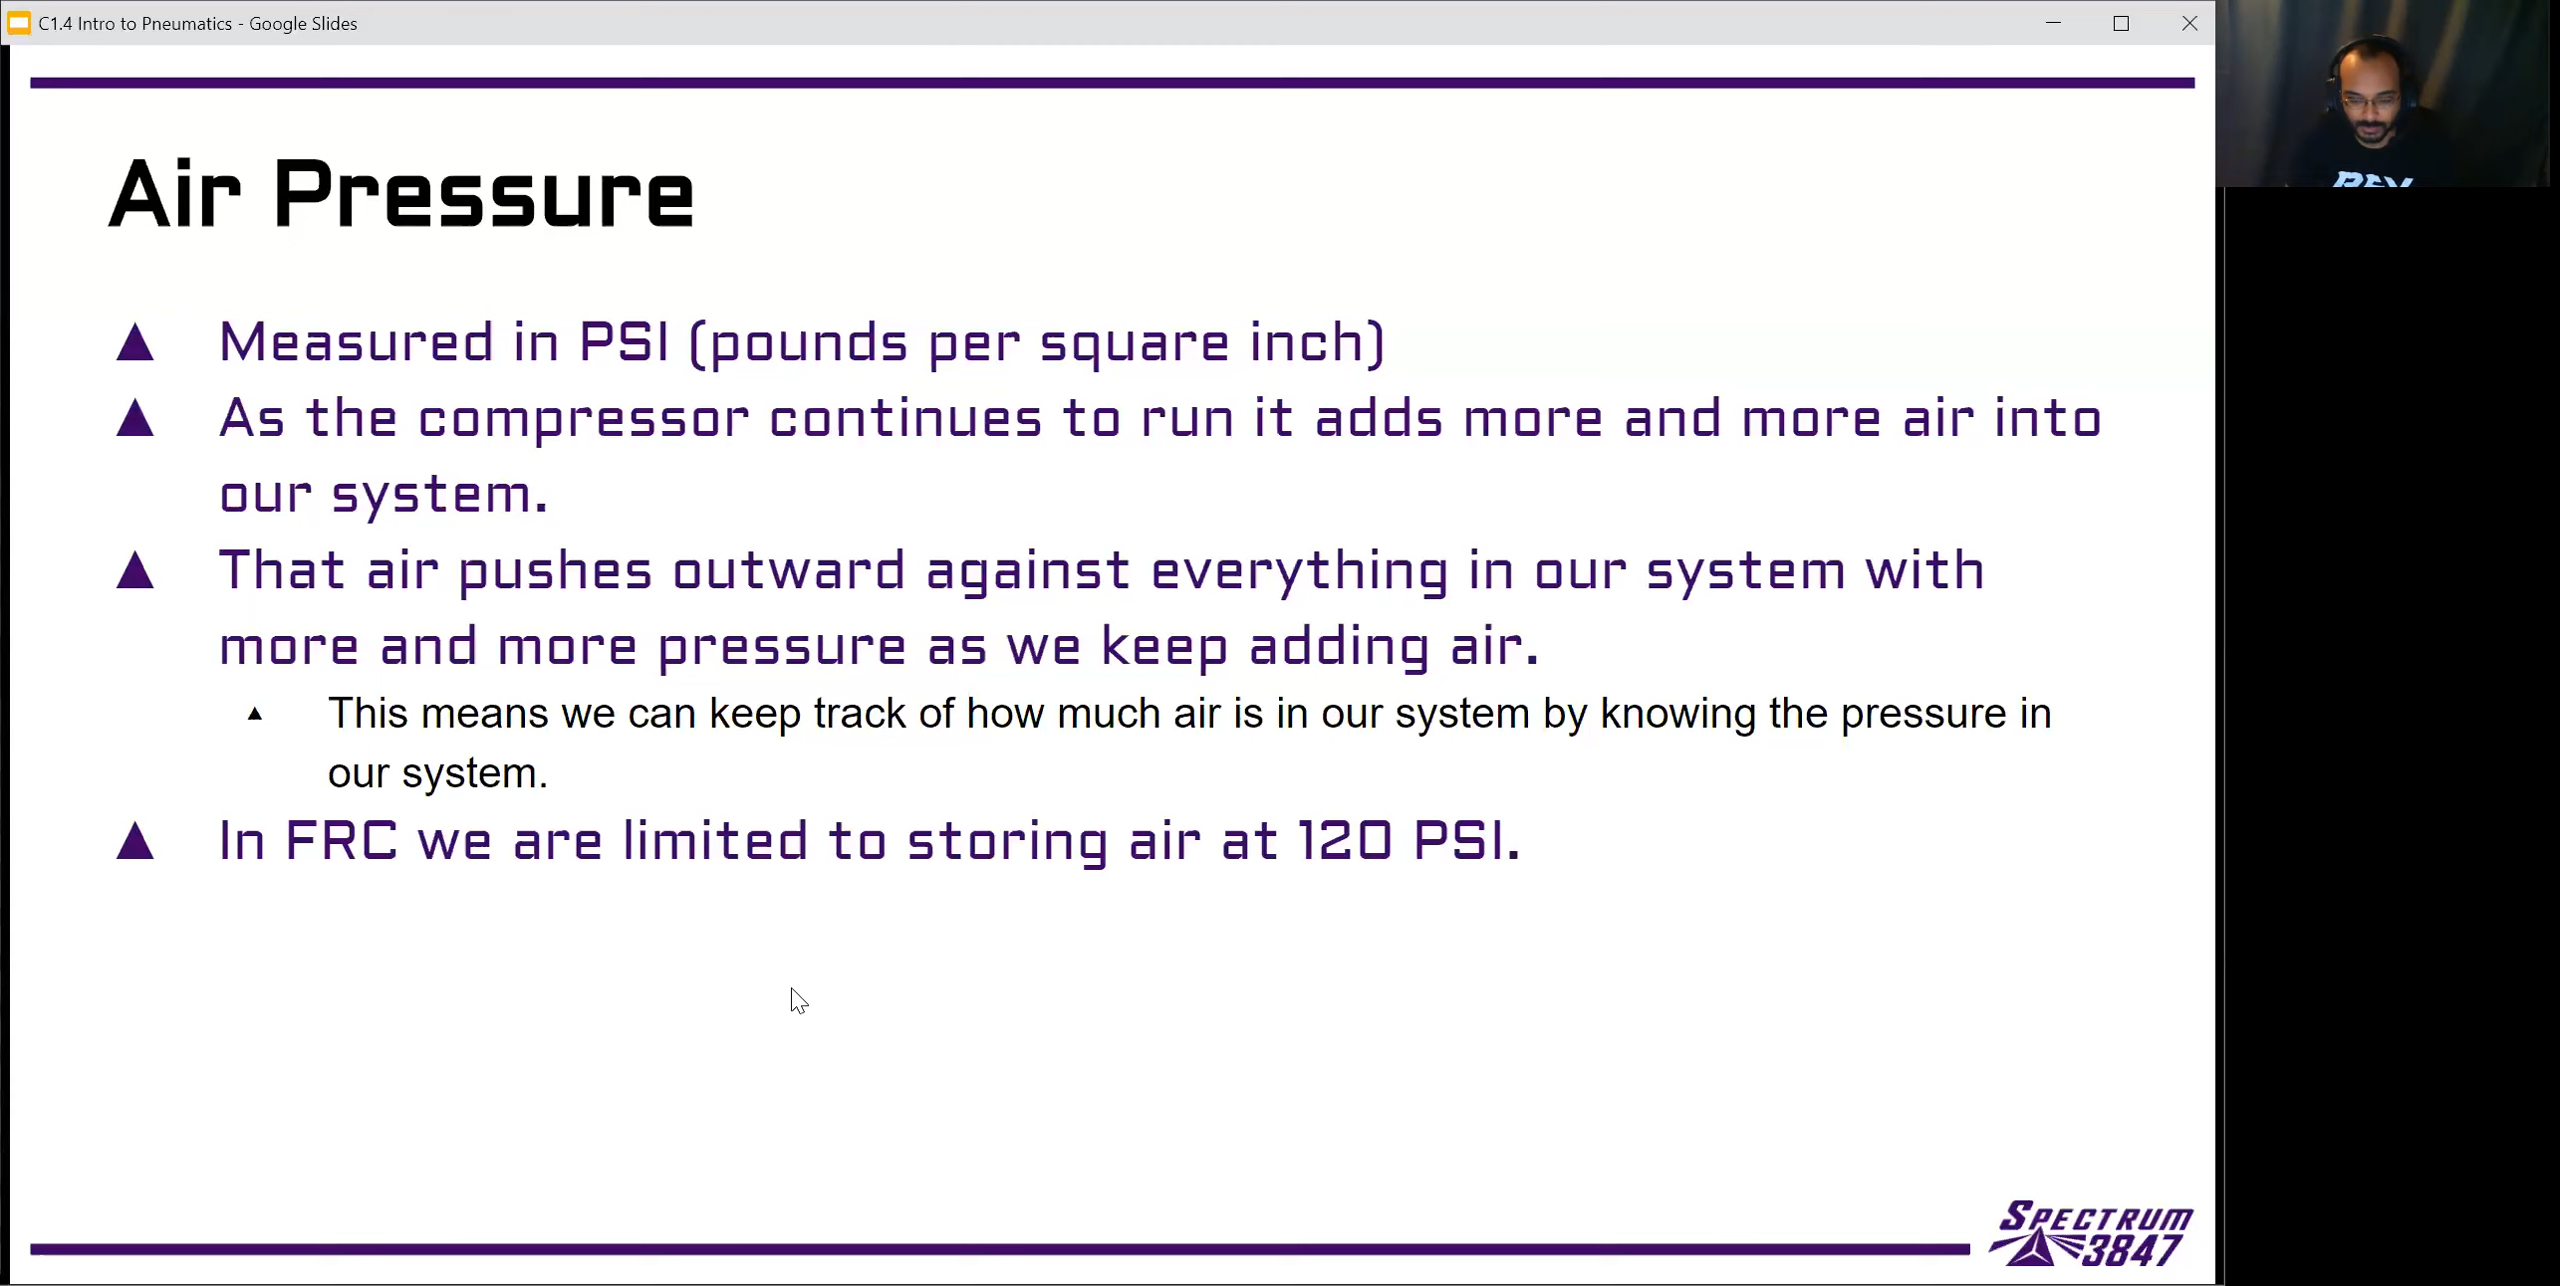 C1.4 Intro to Pneumatics - Google Slides
Air Pressure
▲ Measured in PSI (pounds per square inch)
▲ As the compressor continues to run it adds more and more air into
our system.
▲ That air pushes outward against everything in our system with
more and more pressure as we keep adding air.
▲ This means we can keep track of how much air is in our system by knowing the pressure in
our system.
▲ In FRC we are limited to storing air at 120 PSI.
SPECTRUM
3847